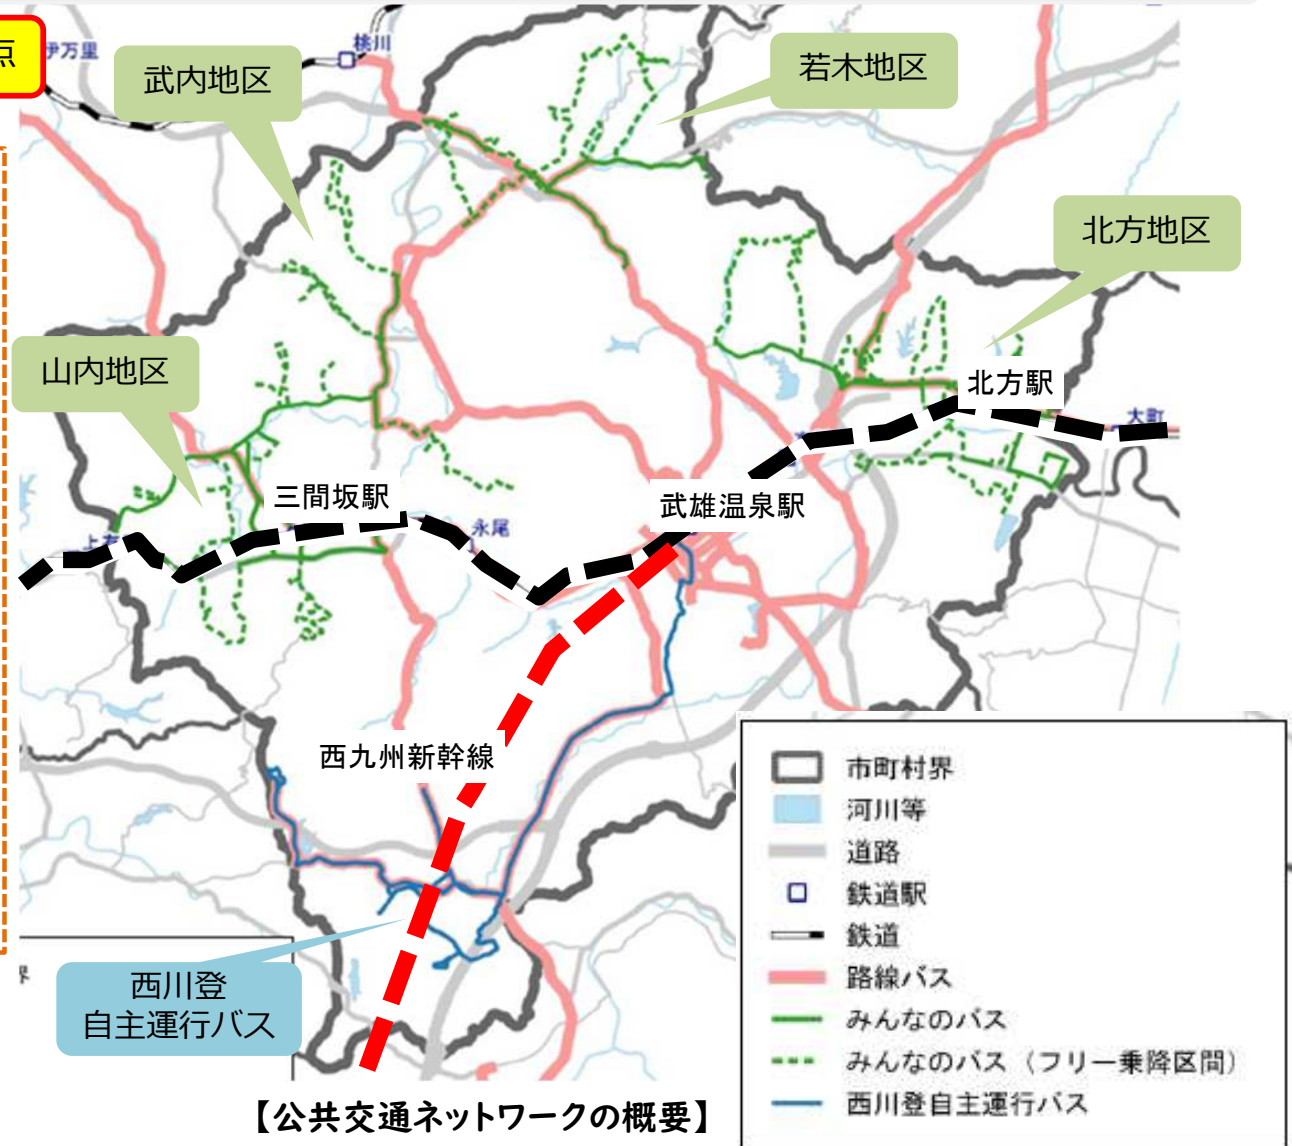 点
伊万里
桃川
武内地区
若木地区
北方地区
山内地区
北方駅
大町
三間坂駅
武雄温泉駅
永尾
上有
西九州新幹線
西川登
自主運行バス
市町村界
河川等
道路
鉄道駅
鉄道
路線バス
みんなのバス
みんなのバス（フリー乗降区間）
西川登自主運行バス
界
【公共交通ネットワークの概要】